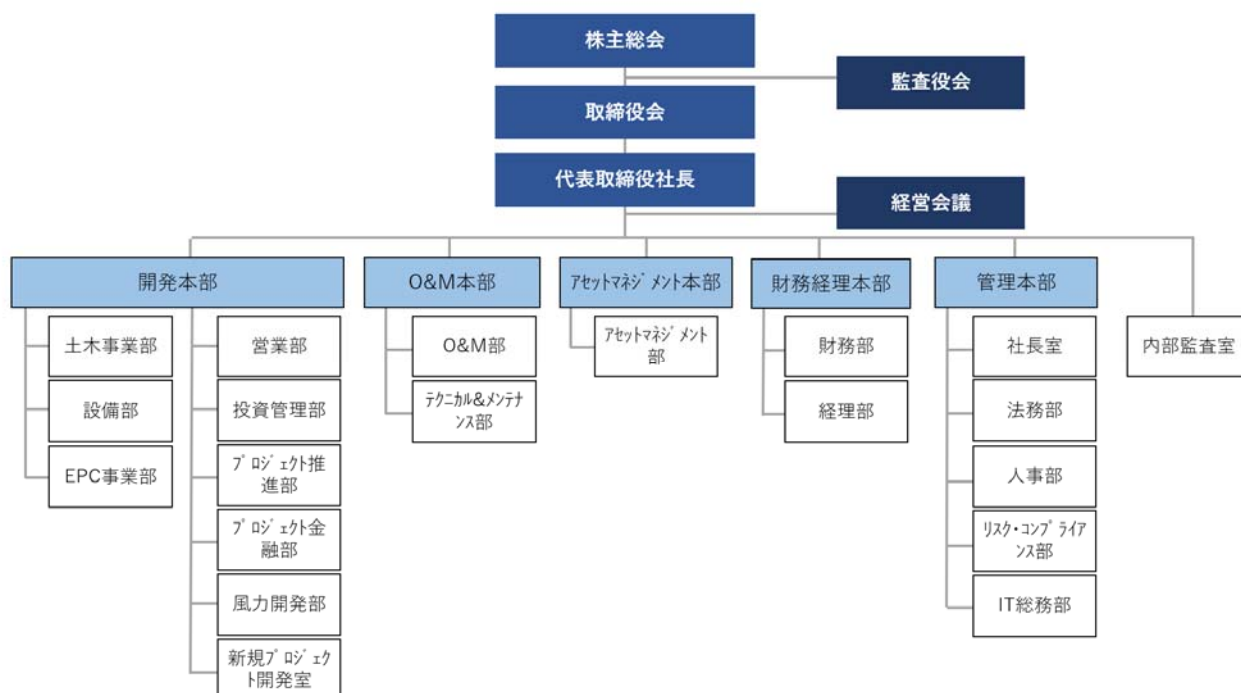 株主総会
監査役会
取締役会
代表取締役社長
経営会議
開発本部
O&M本部
アセットマネジﾞメント本部
財務経理本部
管理本部
土木事業部
設備部
EPC事業部
営業部
投資管理部
プﾟロジﾞェクト推
進部
プﾟロジﾞェクト金
融部
風力開発部
新規プﾟロジﾞェク
ト開発室
O&M部
テクニカル&メンテナ
ンス部
アセットマネジﾞメント
部
財務部
経理部
社長室
法務部
人事部
リスク・コンプﾟライア
ンス部
IT総務部
内部監査室